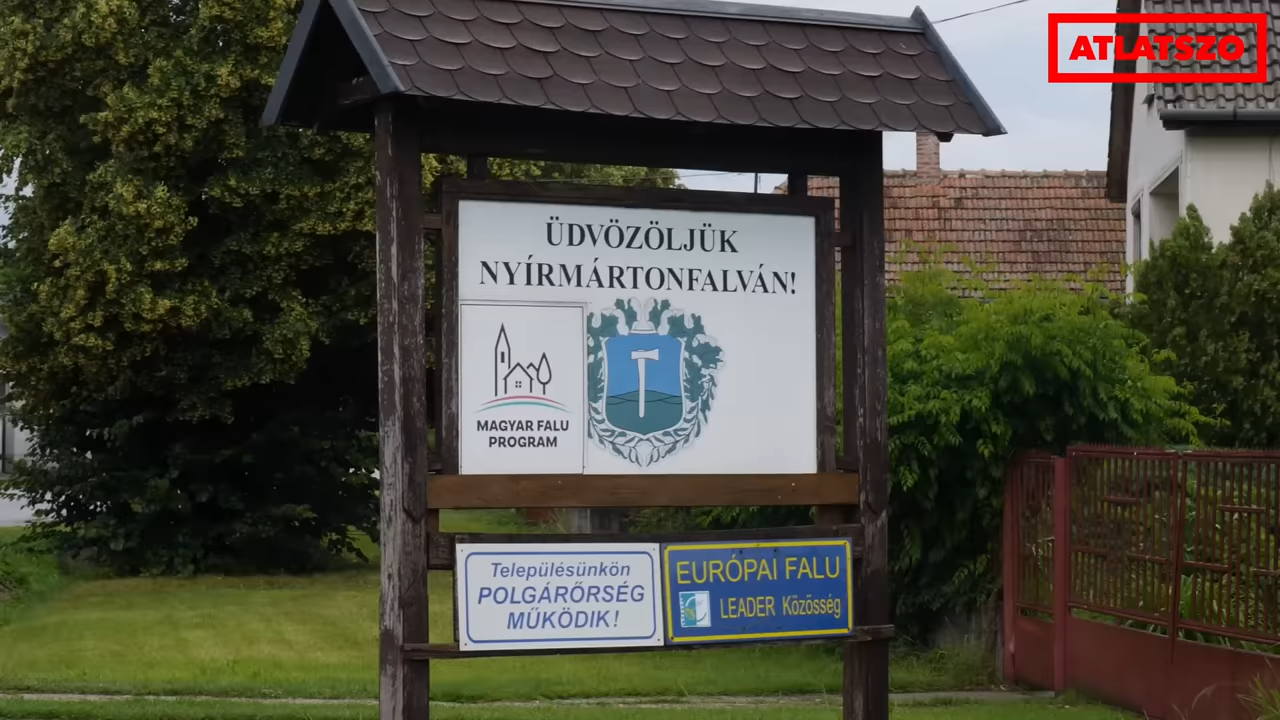 ATLATSZO
ÜDVÖZÖLJÜK
NYÍRMÁRTONFALVÁN!
MAGYAR FALU
PROGRAM
Településünkön
POLGÁRŐRSÉG
MŰKÖDIK!
EURÓPAI FALU
LEADER Közösség